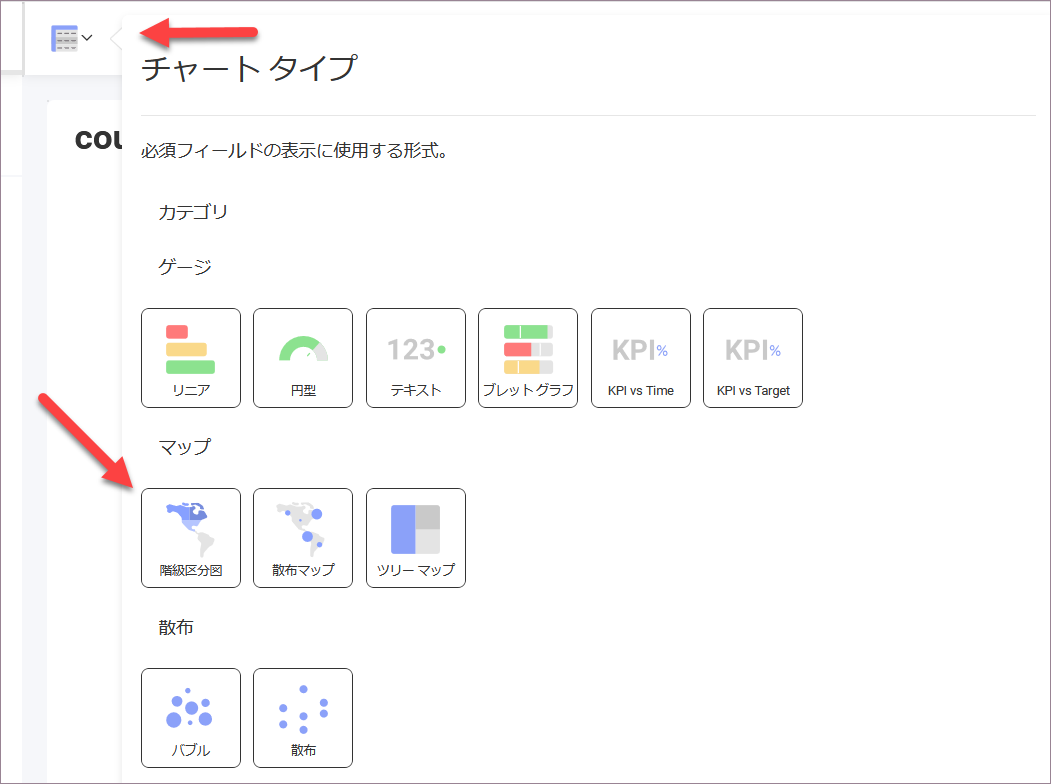 チャート タイプ
cou
必須フィールドの表示に使用する形式。
カテゴリ
ゲージ
123
KPI%
KPI%
リニア
円型
テキスト
ブレット グラフ
KPI vs Time
KPI vs Target
マップ
階級区分図
散布マップ
ツリー マップ
散布
バブル
散布